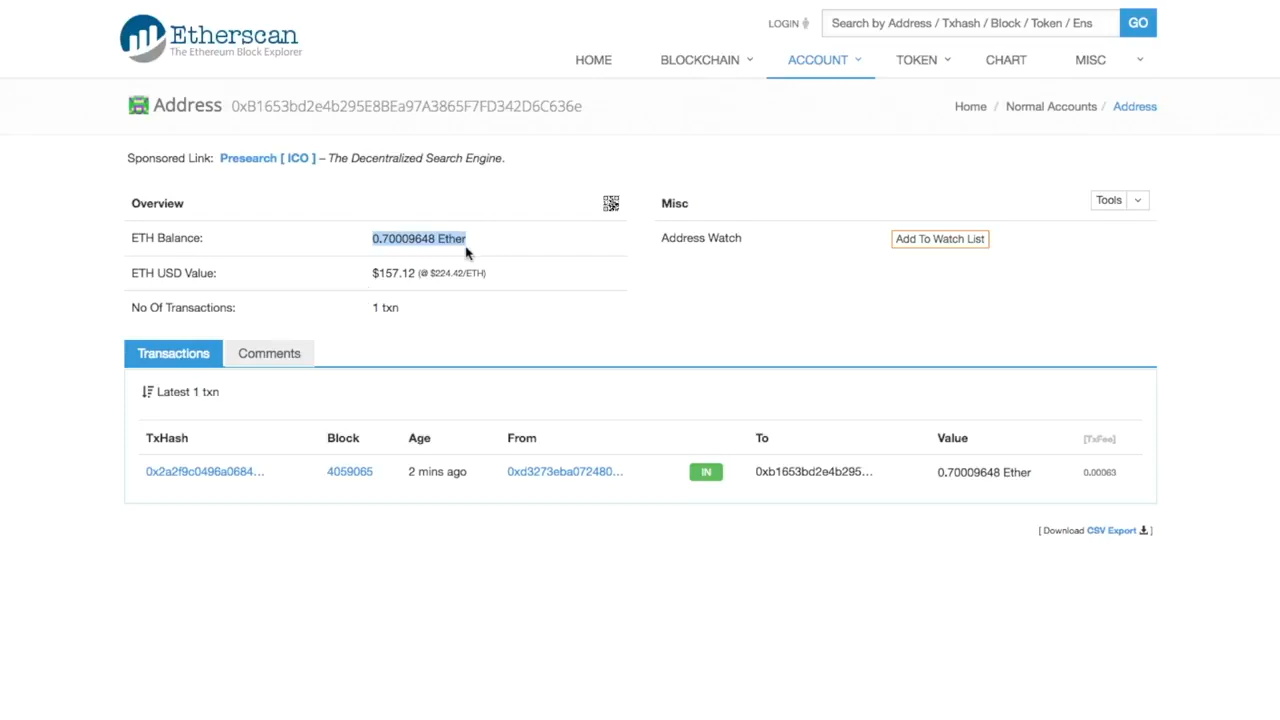 Etherscan
The Ethereum Block Explorer
LOGIN
Search by Address / Txhash / Block / Token / Ens
GO
HOME
BLOCKCHAIN
ACCOUNT
TOKEN
CHART
MISC
Address 0xB1653bd2e4b295E8BEa97A3865F7FD342D6C636e
Home / Normal Accounts / Address
Sponsored Link: Presearch [ ICO ] – The Decentralized Search Engine.
Overview
ETH Balance: 0.70009648 Ether
ETH USD Value: $157.12 (@ $224.42/ETH)
No Of Transactions: 1 txn
Misc
Tools
Address Watch Add To Watch List
Transactions
Comments
Latest 1 txn
TxHash Block Age From To Value [TxFee]
0x2a2f9c0496a0684... 4059065 2 mins ago 0xd3273eba072480... IN 0xb1653bd2e4b295... 0.70009648 Ether 0.00063
[ Download CSV Export ]